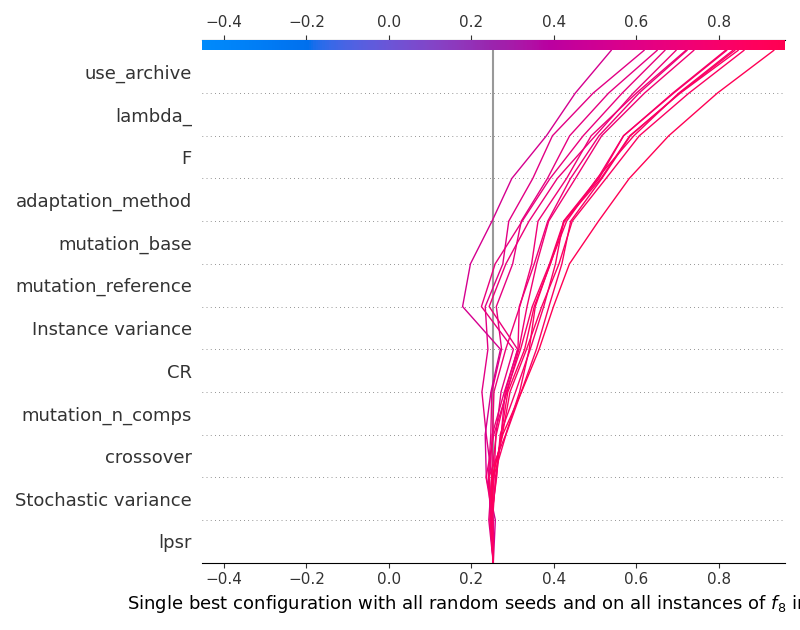 −0.4 −0.2 0.0 0.2 0.4 0.6 0.8
use_archive
lambda_
F
adaptation_method
mutation_base
mutation_reference
Instance variance
CR
mutation_n_comps
crossover
Stochastic variance
lpsr
−0.4 −0.2 0.0 0.2 0.4 0.6 0.8
Single best configuration with all random seeds and on all instances of f₈